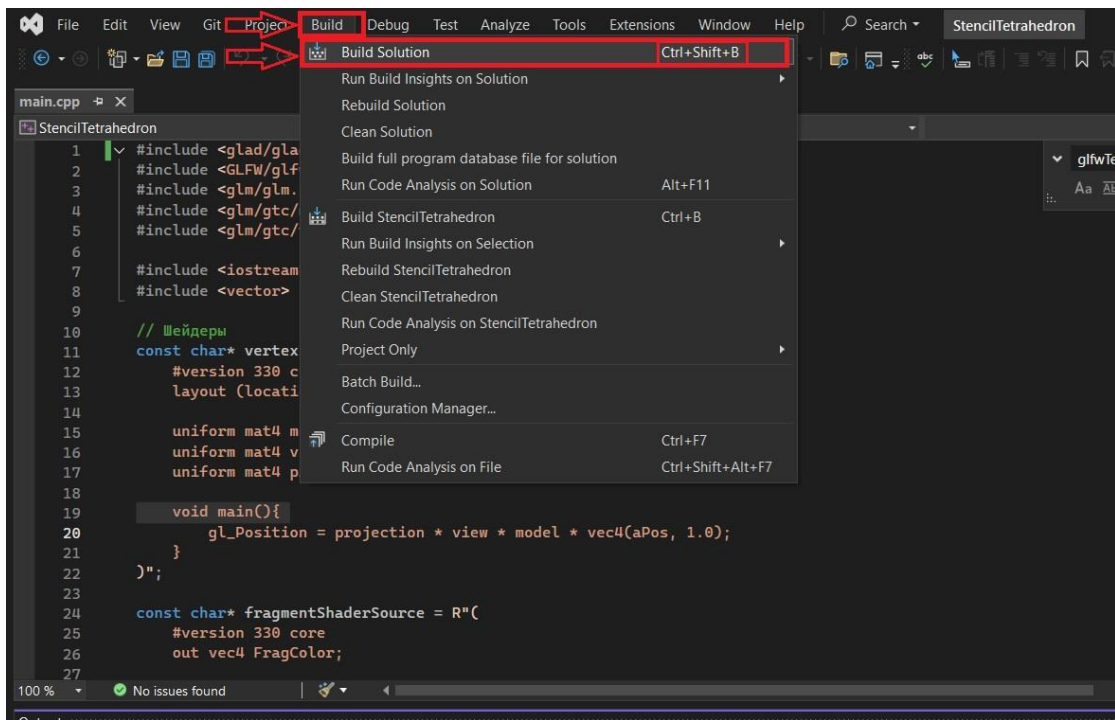 File Edit View Git Project Build Debug Test Analyze Tools Extensions Window Help Search StencilTetrahedron
Build Solution Ctrl+Shift+B
Run Build Insights on Solution
Rebuild Solution
Clean Solution
Build full program database file for solution
Run Code Analysis on Solution Alt+F11
Build StencilTetrahedron Ctrl+B
Run Build Insights on Selection
Rebuild StencilTetrahedron
Clean StencilTetrahedron
Run Code Analysis on StencilTetrahedron
Project Only
Batch Build...
Configuration Manager...
Compile Ctrl+F7
Run Code Analysis on File Ctrl+Shift+Alt+F7
abc
main.cpp
StencilTetrahedron
1 #include <glad/gla
2 #include <GLFW/glf
3 #include <glm/glm.
4 #include <glm/gtc/
5 #include <glm/gtc/
6
7 #include <iostream
8 #include <vector>
9
10 // Шейдеры
11 const char* vertex
12 #version 330 c
13 layout (locati
14
15 uniform mat4 m
16 uniform mat4 v
17 uniform mat4 p
18
19 void main(){
20 gl_Position = projection * view * model * vec4(aPos, 1.0);
21 }
22 )";
23
24 const char* fragmentShaderSource = R"(
25 #version 330 core
26 out vec4 FragColor;
27
glfwTe
Aa
100 % No issues found